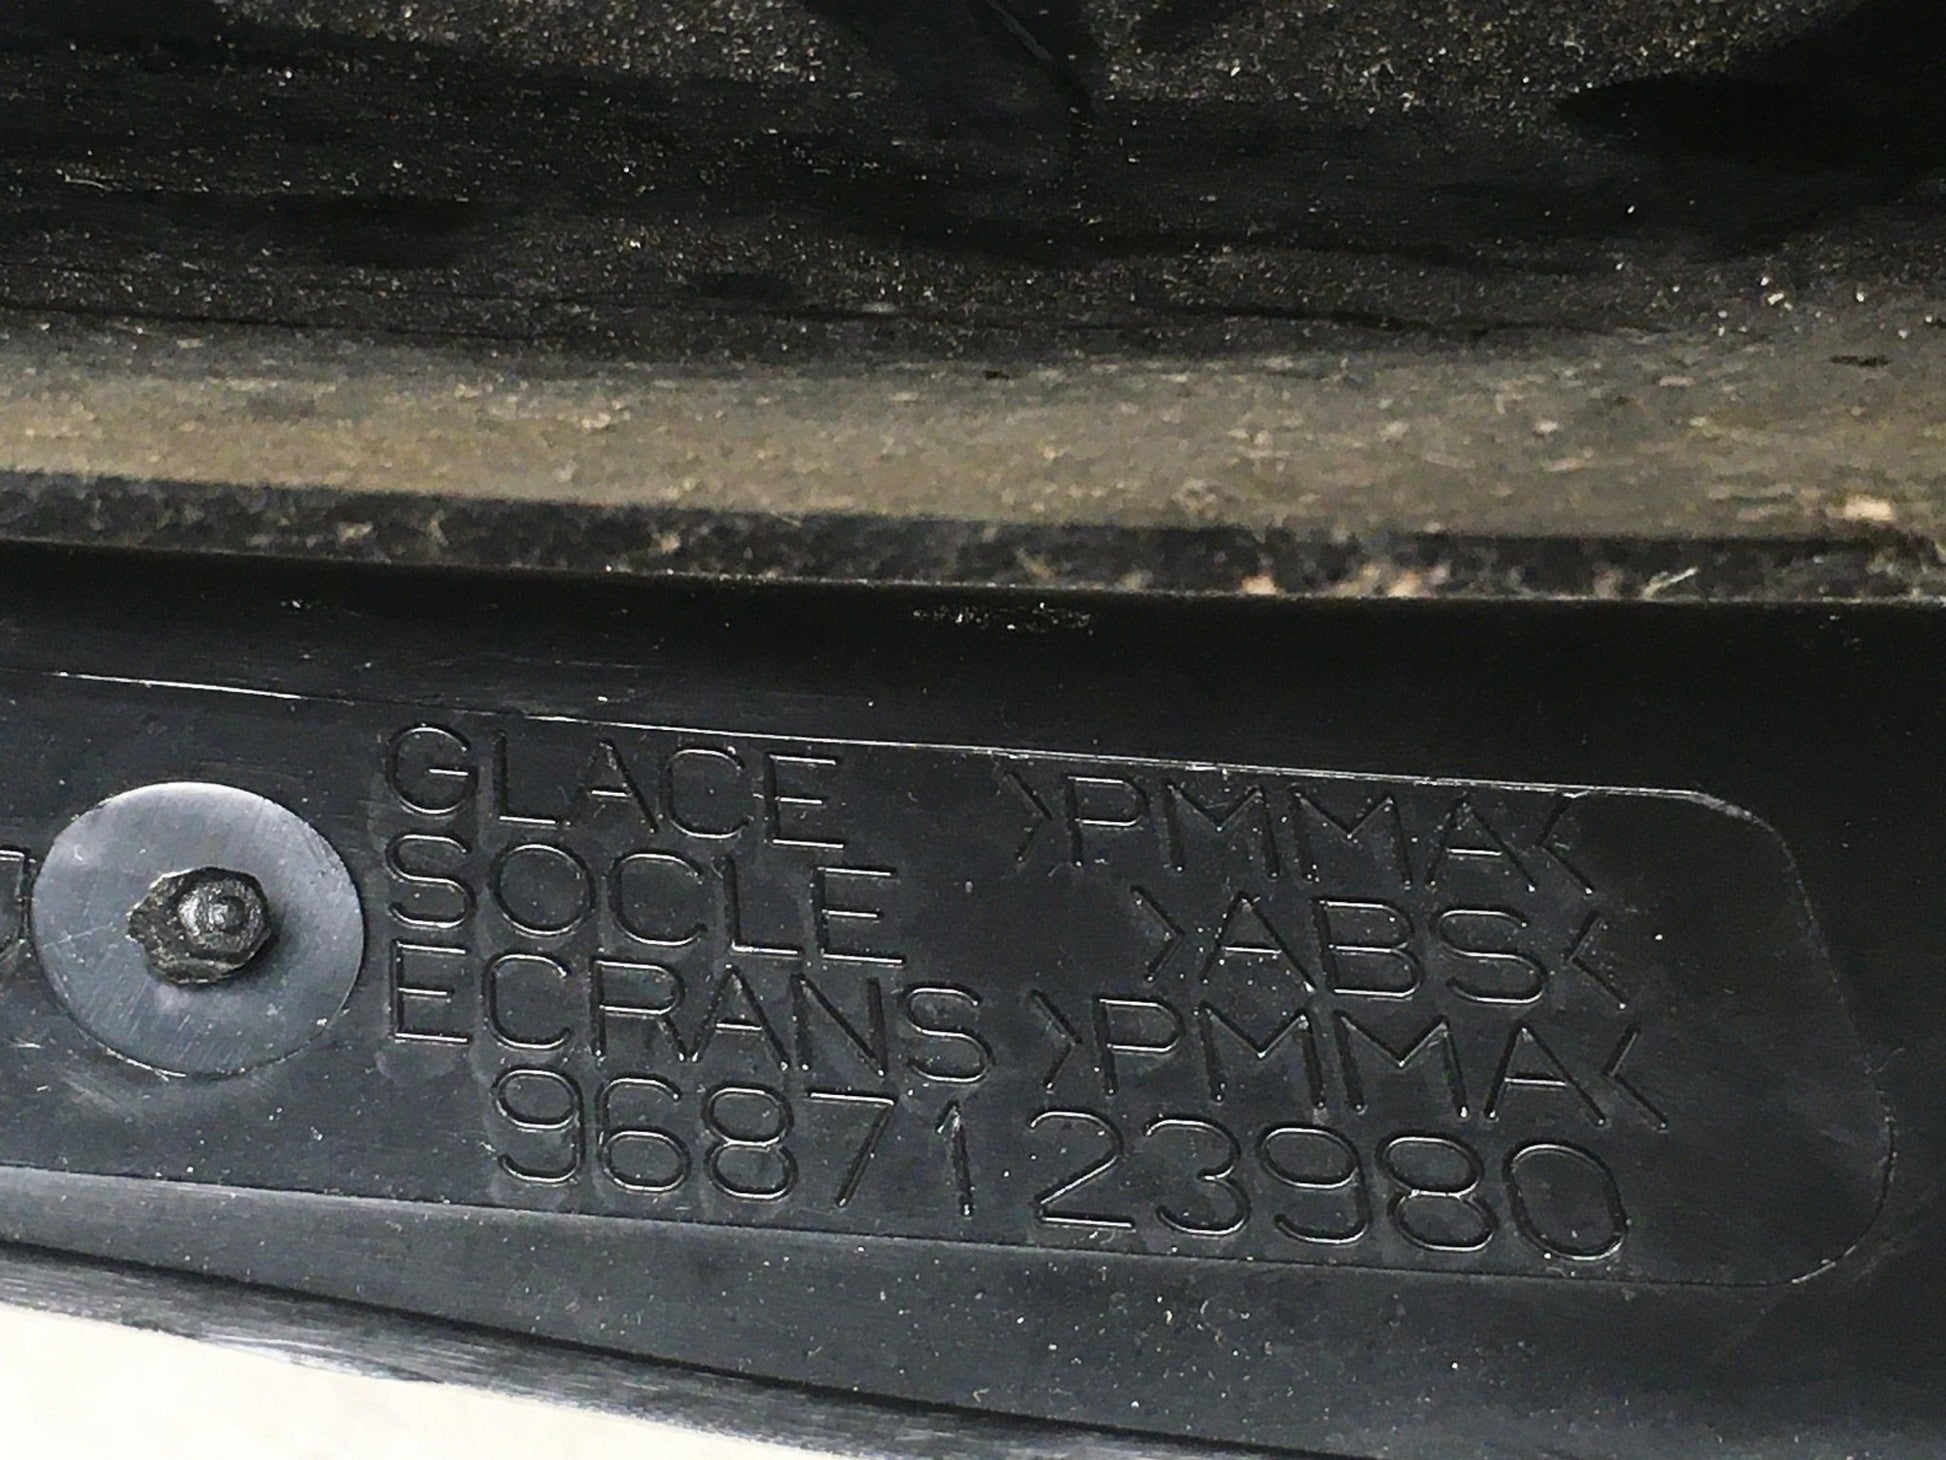 GLACE >PMMA<
SOCLE >ABS<
ECRANS >PMMA<
9687123980